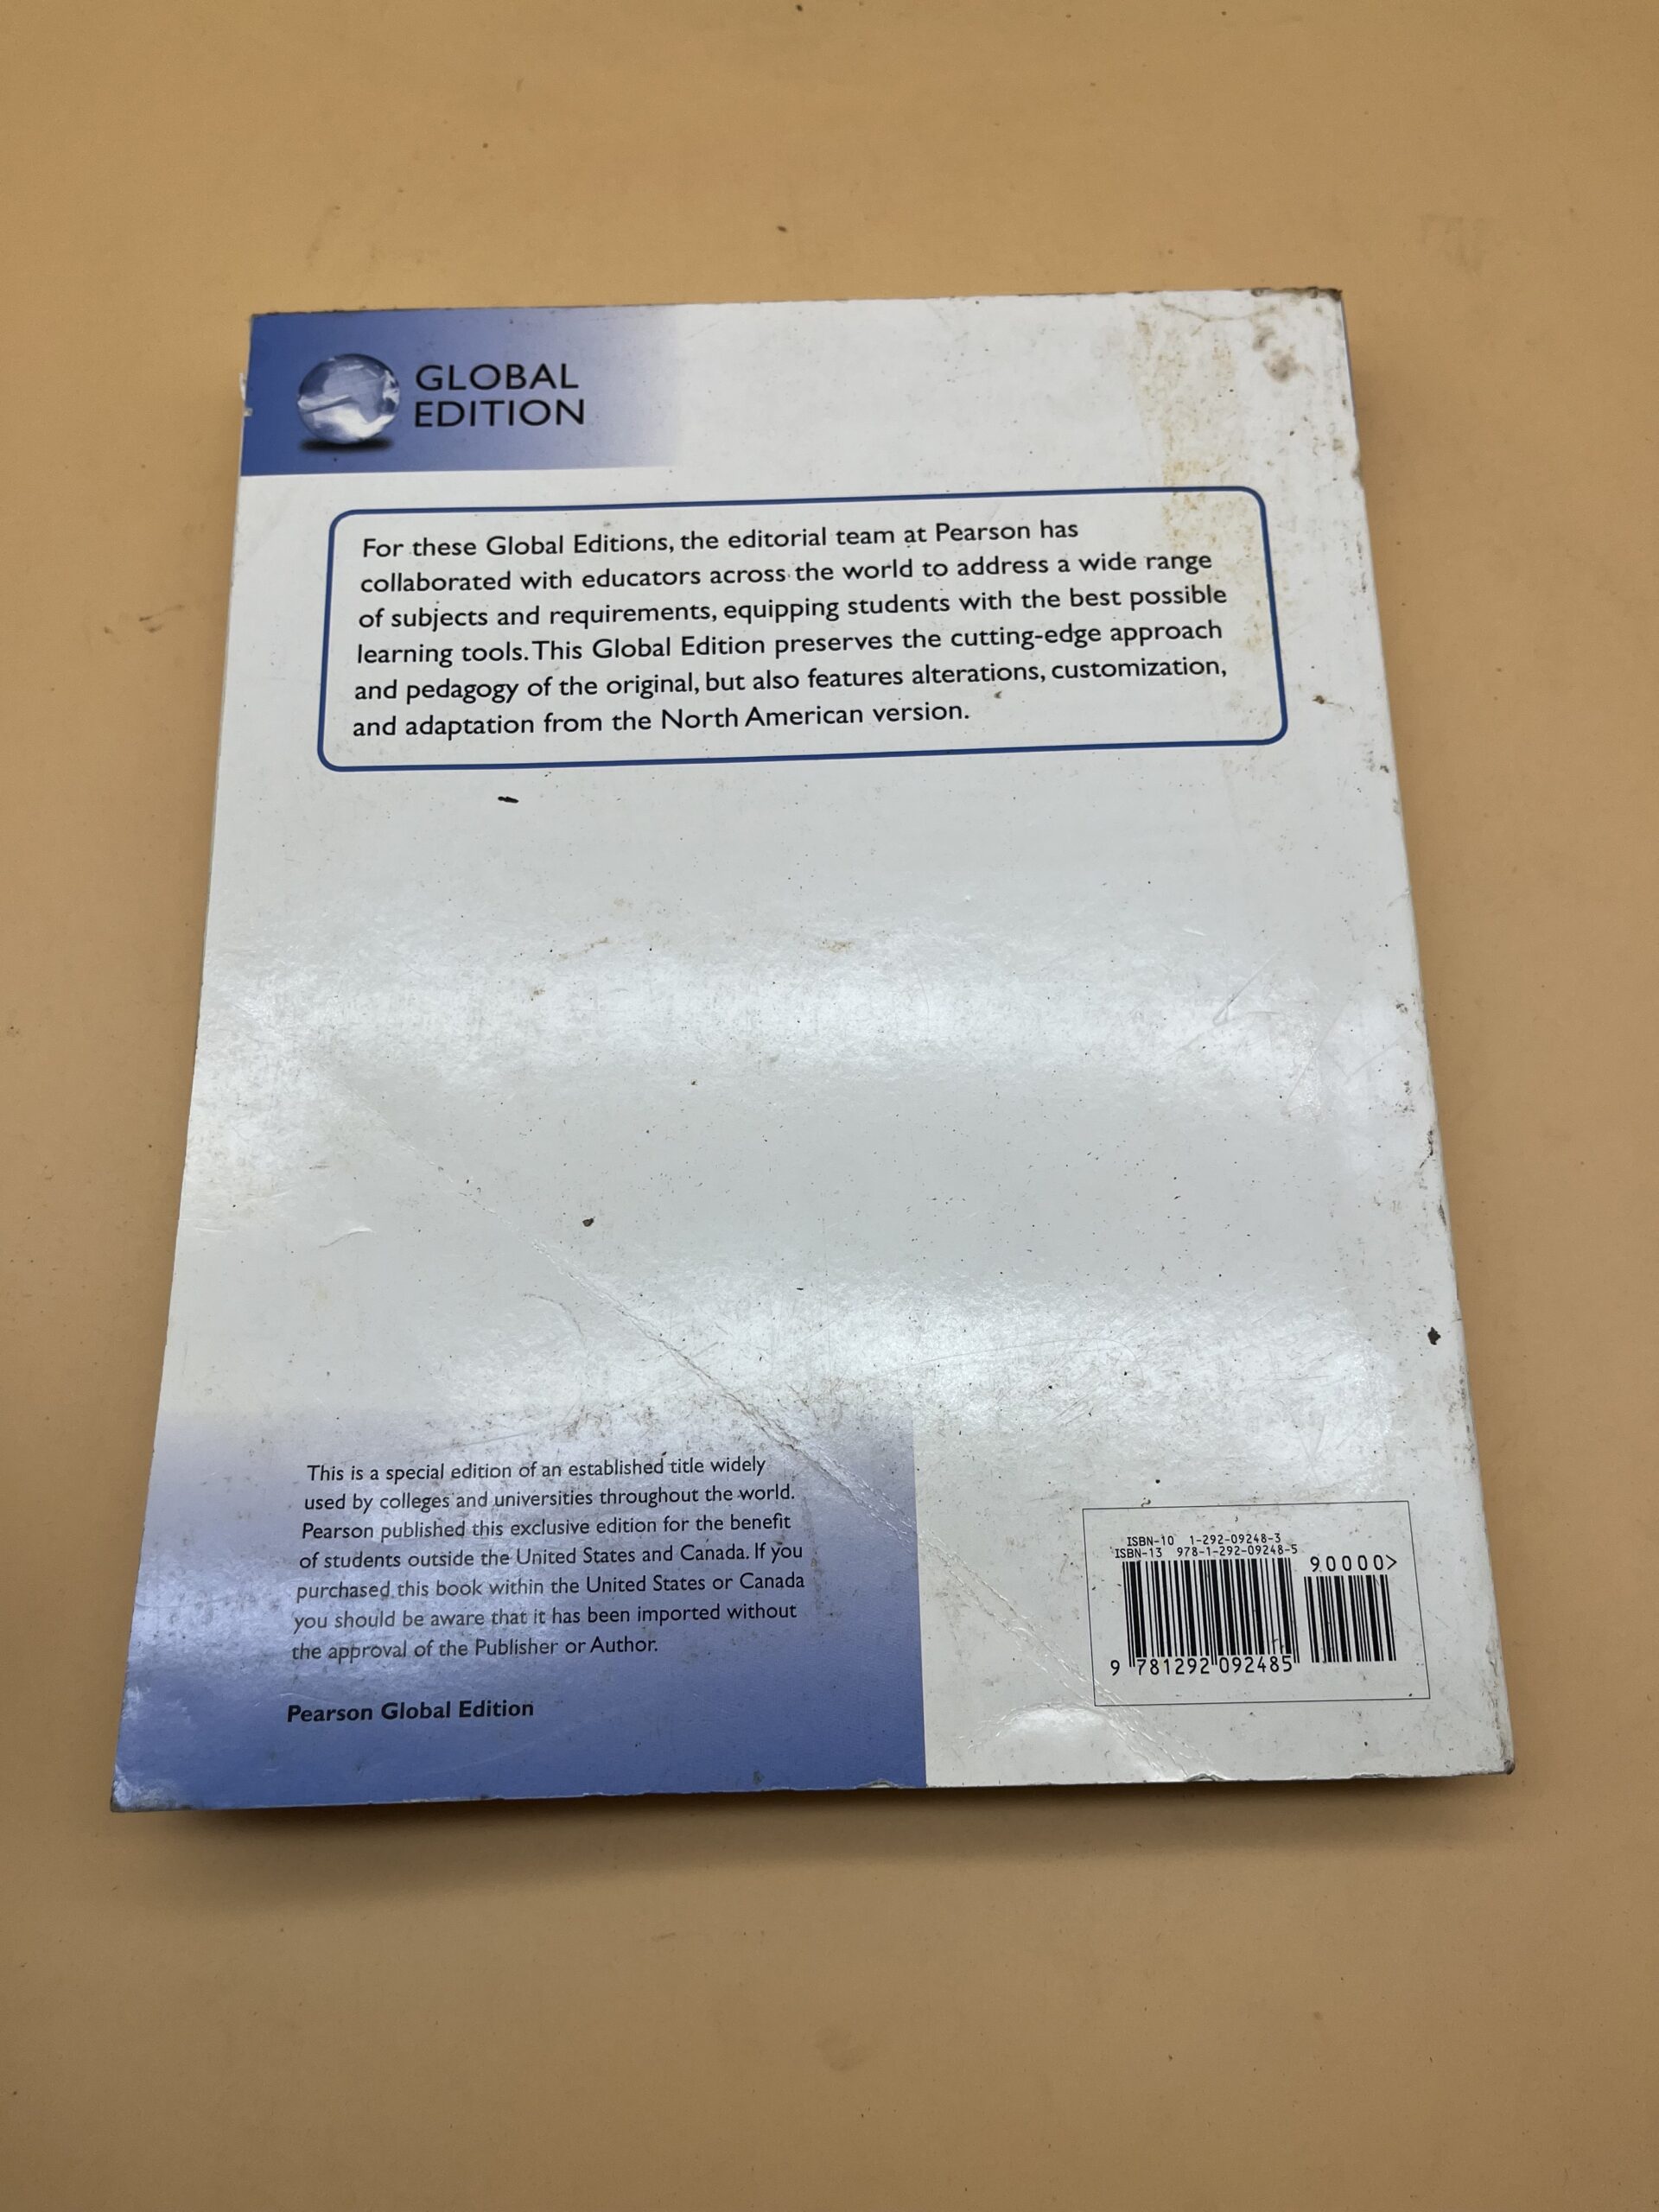 GLOBAL
EDITION
For these Global Editions, the editorial team at Pearson has
collaborated with educators across the world to address a wide range
of subjects and requirements, equipping students with the best possible
learning tools. This Global Edition preserves the cutting-edge approach
and pedagogy of the original, but also features alterations, customization,
and adaptation from the North American version.
This is a special edition of an established title widely
used by colleges and universities throughout the world.
Pearson published this exclusive edition for the benefit
of students outside the United States and Canada. If you
purchased this book within the United States or Canada
you should be aware that it has been imported without
the approval of the Publisher or Author.
Pearson Global Edition
ISBN-10 1-292-09248-3
ISBN-13 978-1-292-09248-5
90000>
9 781292 092485